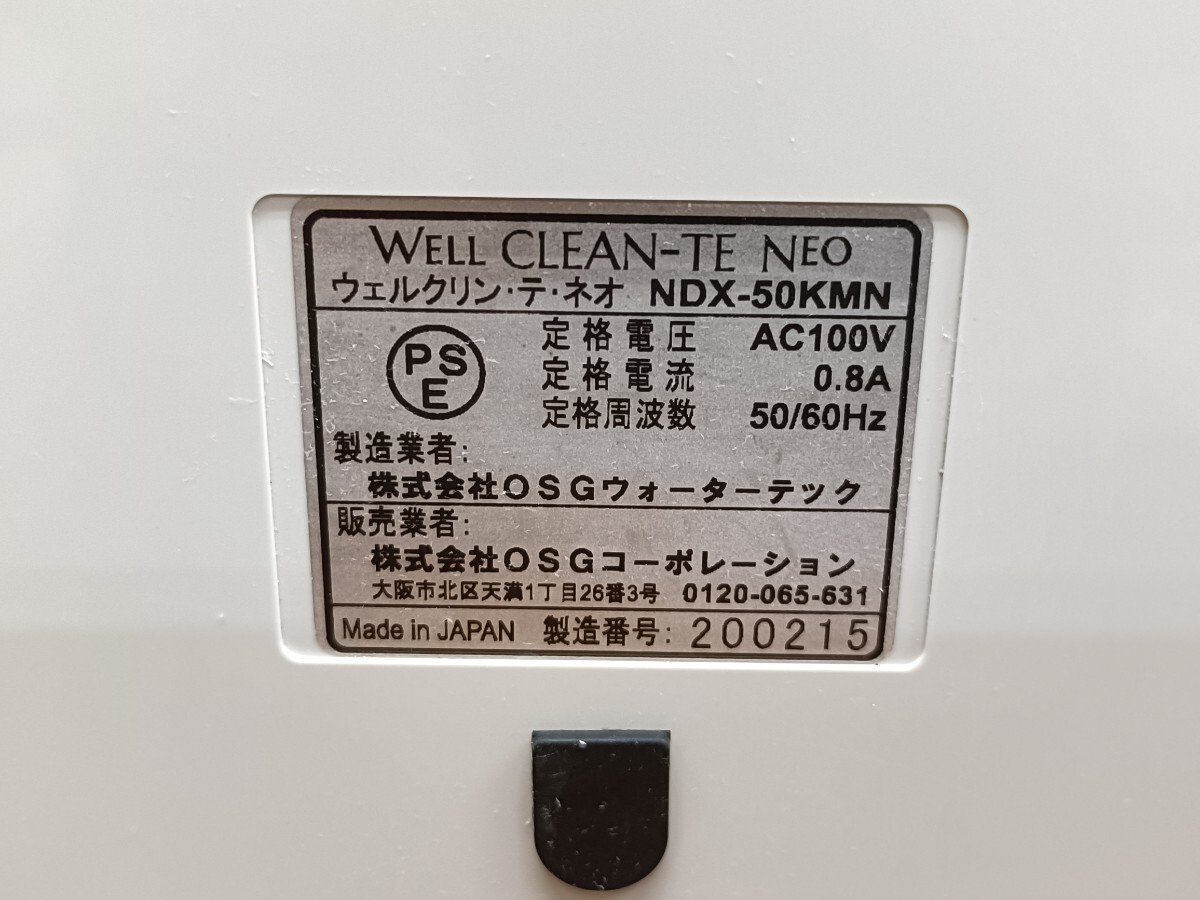 WELL CLEAN-TE NEO
ウェルクリン・テ・ネオ NDX-50KMN
PS
E
定格電圧 AC100V
定格電流 0.8A
定格周波数 50/60Hz
製造業者:
株式会社OSGウォーターテック
販売業者:
株式会社OSGコーポレーション
大阪市北区天満1丁目26番3号 0120-065-631
Made in JAPAN 製造番号: 200215